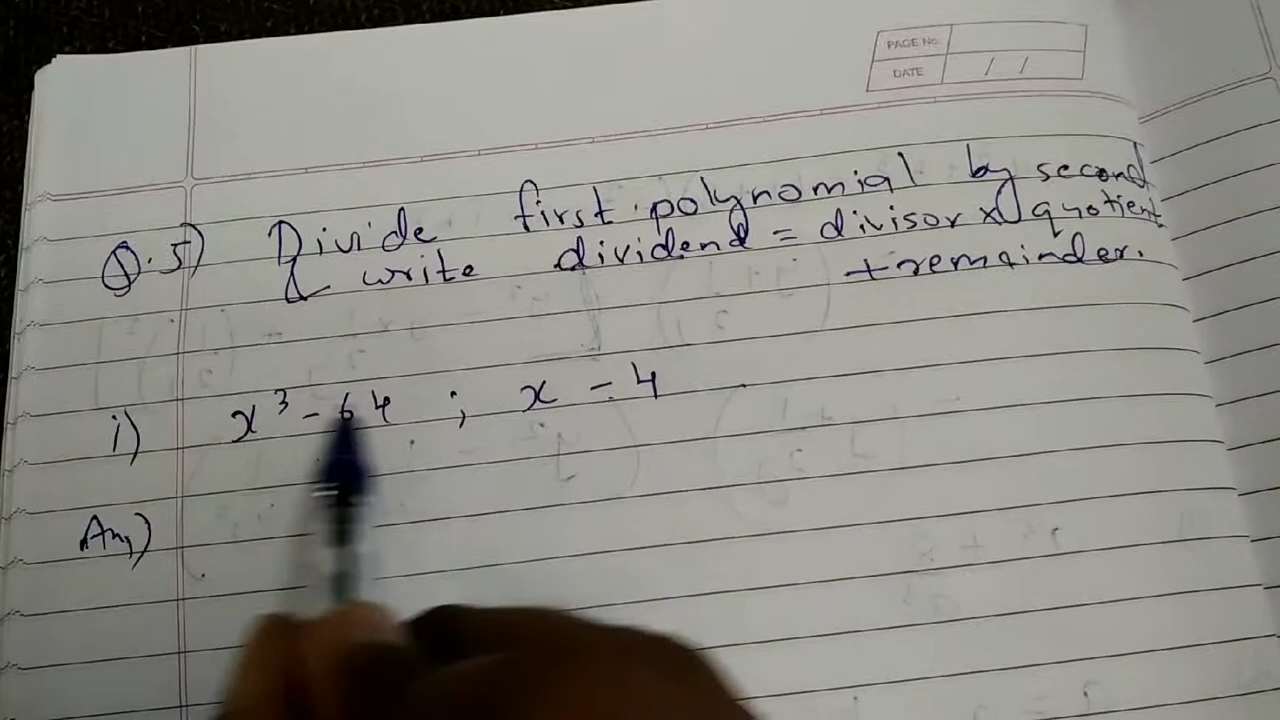 PAGE No.
DATE / /
Q.5) Divide first polynomial by second
& write dividend = divisor x quotient
+ remainder.
i) x³ - 64 ; x - 4
Ans)